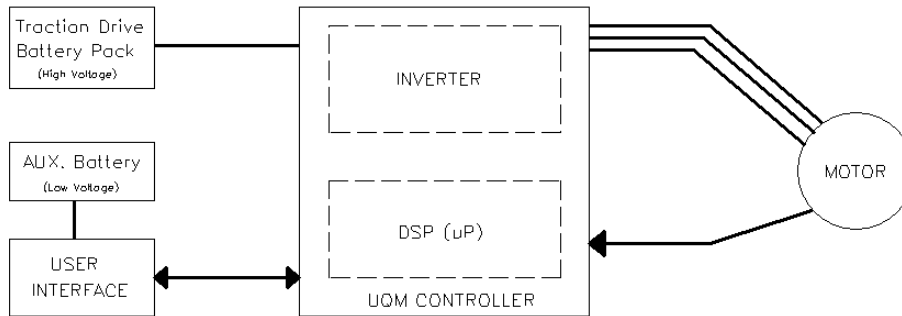 Traction Drive
Battery Pack
(High Voltage)
INVERTER
AUX. Battery
(Low Voltage)
MOTOR
DSP (uP)
USER
INTERFACE
UQM CONTROLLER